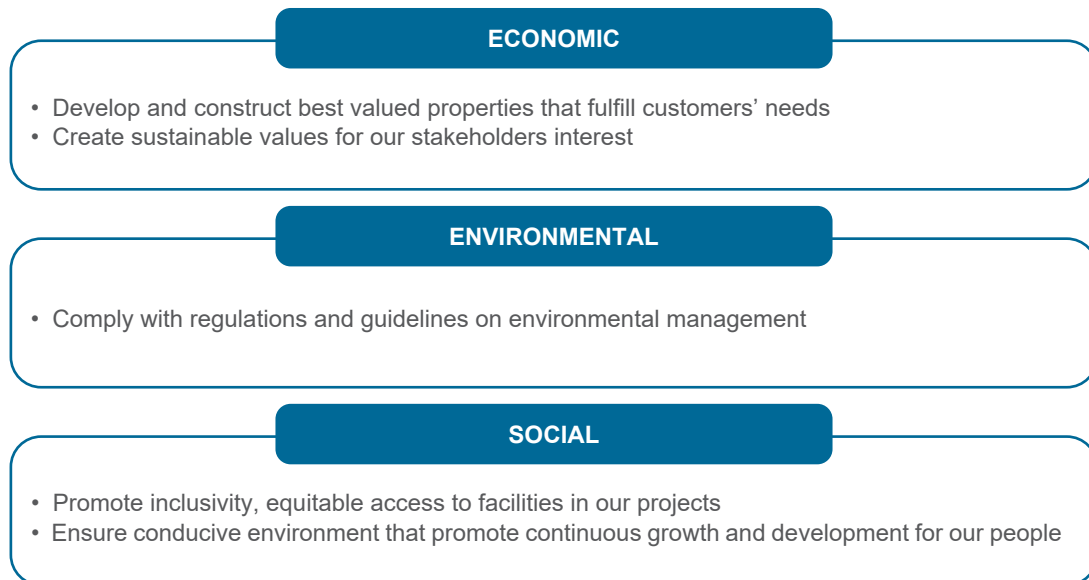 ECONOMIC
• Develop and construct best valued properties that fulfill customers’ needs
• Create sustainable values for our stakeholders interest
ENVIRONMENTAL
• Comply with regulations and guidelines on environmental management
SOCIAL
• Promote inclusivity, equitable access to facilities in our projects
• Ensure conducive environment that promote continuous growth and development for our people